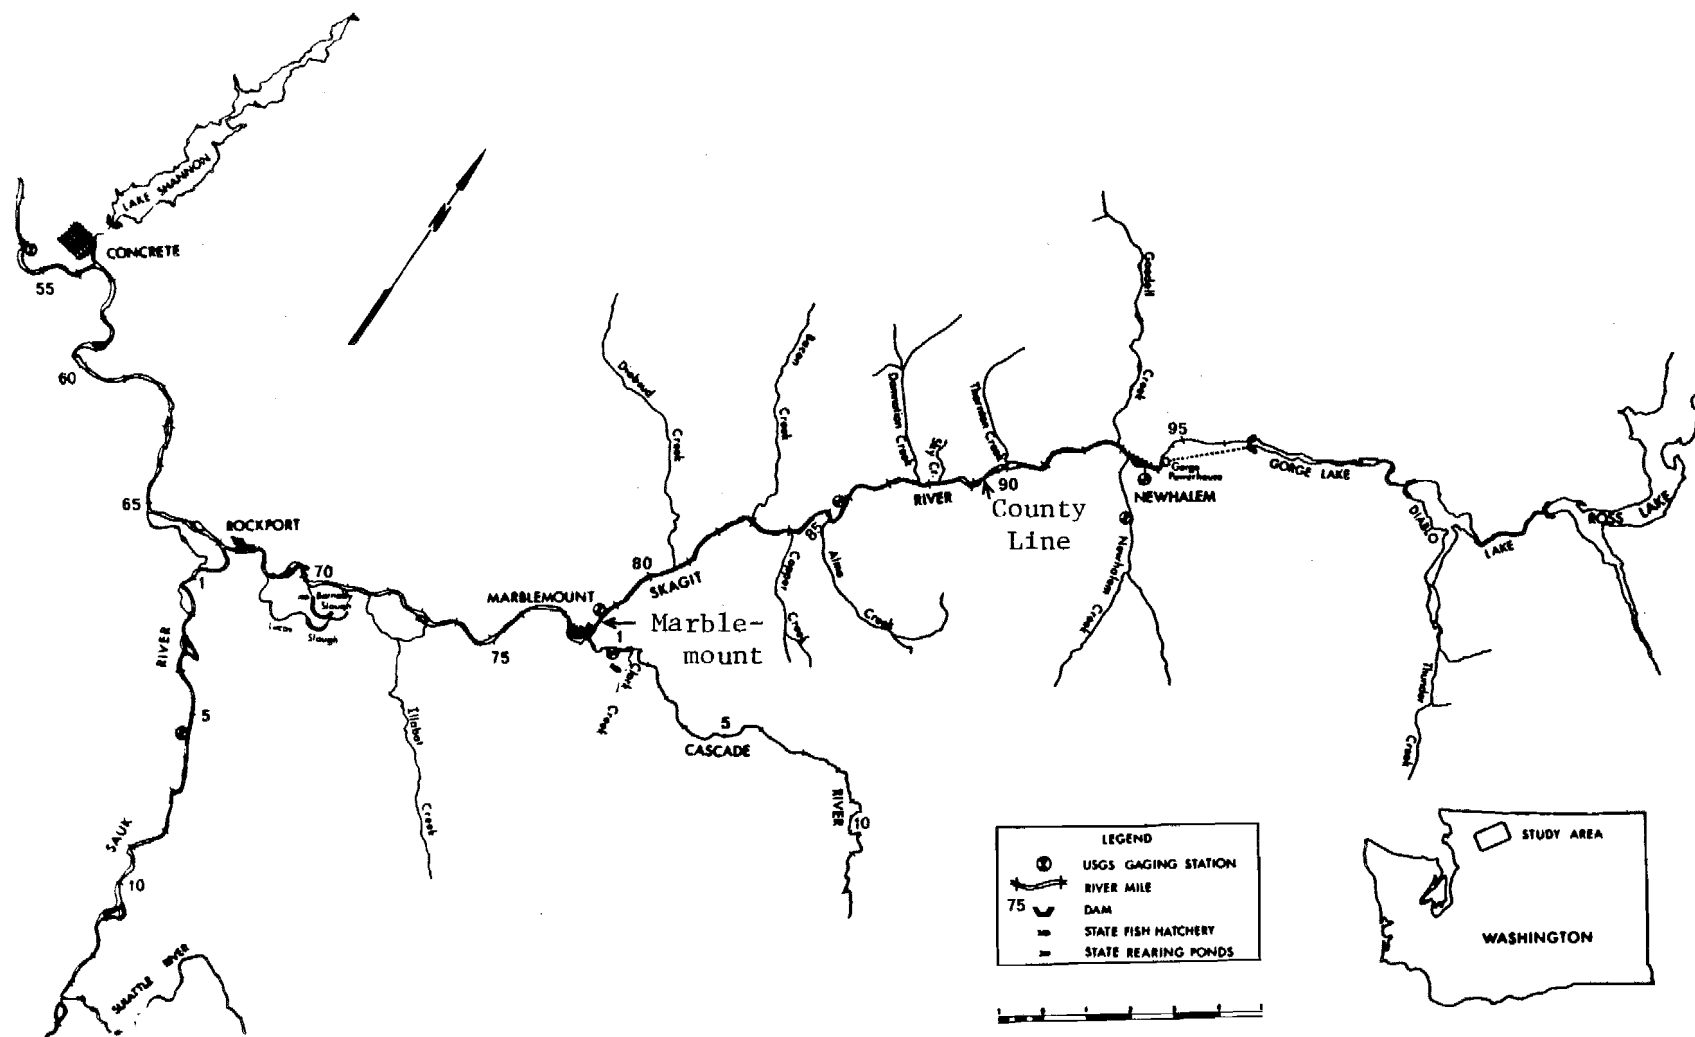 LAKE SHANNON
CONCRETE
55
60
65
ROCKPORT
70
Barnaby
Slough
Slough
1
RIVER
5
SAUK
10
SUIATTLE RIVER
Illabot
Creek
75
MARBLEMOUNT
Marble-
mount
1
Clark
Creek
5
CASCADE
RIVER
10
80
SKAGIT
Diobsud
Creek
Bacon
Creek
Copper
Creek
85
Alma
Creek
Damnation Creek
Sky Cr.
Thornton Creek
RIVER
90
County
Line
Goodell
Creek
95
Gorge
Powerhouse
NEWHALEM
Newhalem
Creek
GORGE LAKE
DIABLO
LAKE
Thunder
Creek
ROSS LAKE
LEGEND
USGS GAGING STATION
RIVER MILE
75
DAM
STATE FISH HATCHERY
STATE REARING PONDS
STUDY AREA
WASHINGTON